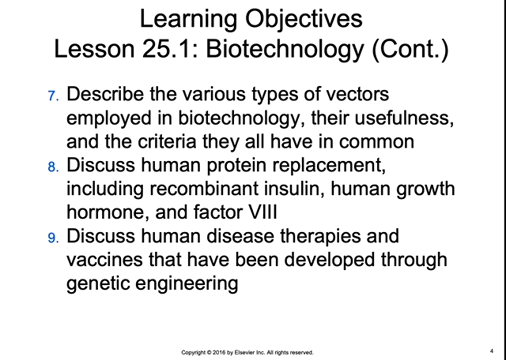 Learning Objectives
Lesson 25.1: Biotechnology (Cont.)
7. Describe the various types of vectors
employed in biotechnology, their usefulness,
and the criteria they all have in common
8. Discuss human protein replacement,
including recombinant insulin, human growth
hormone, and factor VIII
9. Discuss human disease therapies and
vaccines that have been developed through
genetic engineering
Copyright © 2016 by Elsevier Inc. All rights reserved.
4